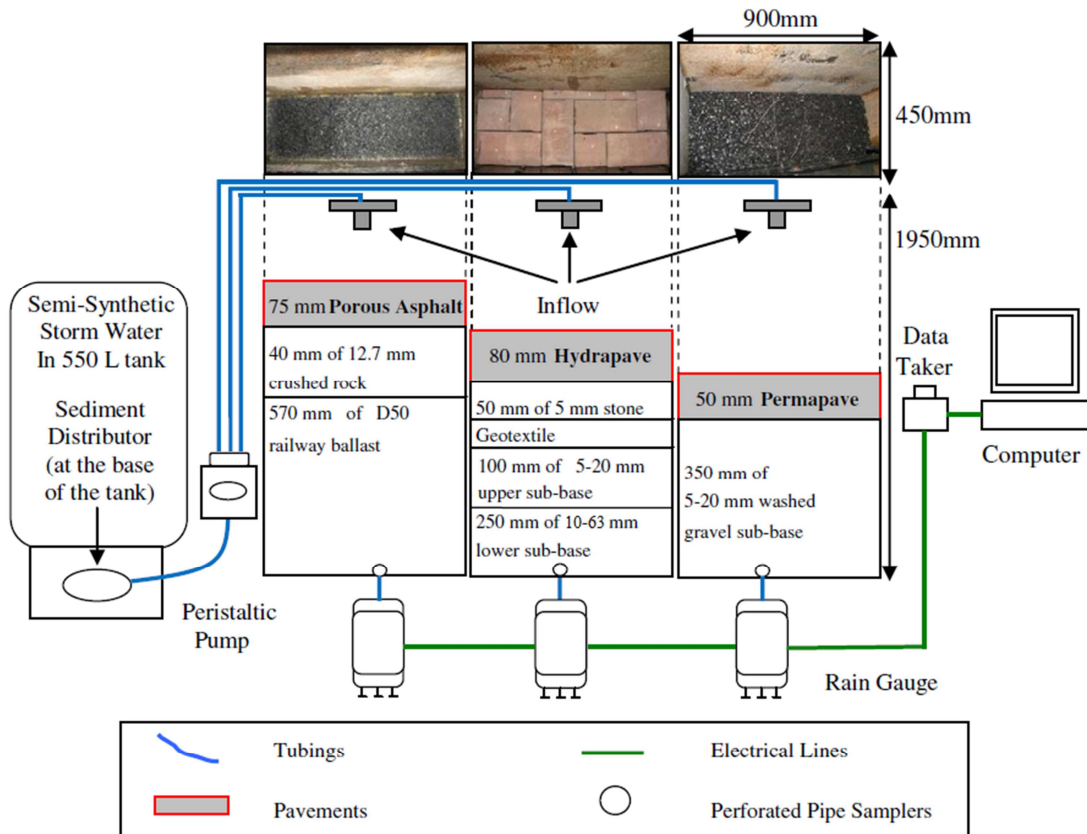 900mm
450mm
1950mm
Inflow
Semi-Synthetic
Storm Water
In 550 L tank
Sediment
Distributor
(at the base
of the tank)
Peristaltic
Pump
75 mm Porous Asphalt
40 mm of 12.7 mm
crushed rock
570 mm of D50
railway ballast
80 mm Hydrapave
50 mm of 5 mm stone
Geotextile
100 mm of 5-20 mm
upper sub-base
250 mm of 10-63 mm
lower sub-base
50 mm Permapave
350 mm of
5-20 mm washed
gravel sub-base
Data
Taker
Computer
Rain Gauge
Tubings
Electrical Lines
Pavements
Perforated Pipe Samplers